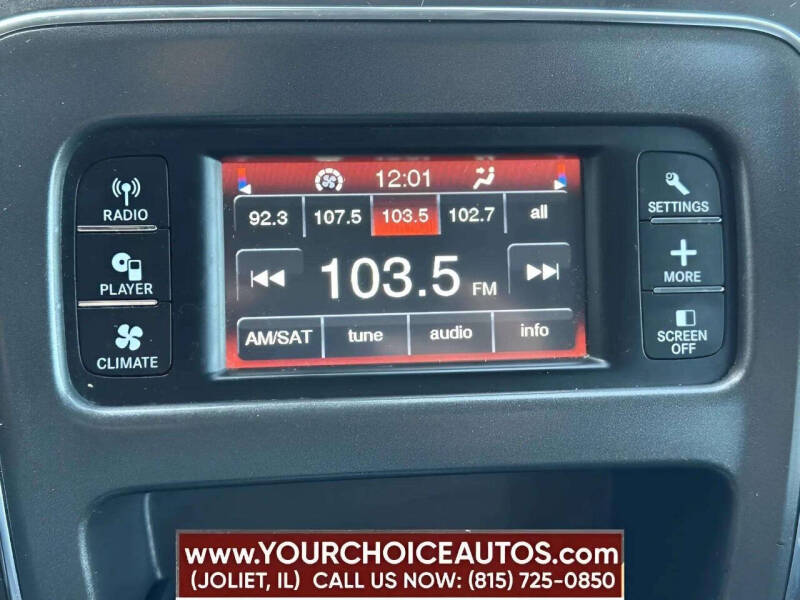 12:01
RADIO
PLAYER
CLIMATE
92.3 107.5 103.5 102.7 all
103.5 FM
AM/SAT tune audio info
SETTINGS
MORE
SCREEN
OFF
www.YOURCHOICEAUTOS.com
(JOLIET, IL) CALL US NOW: (815) 725-0850